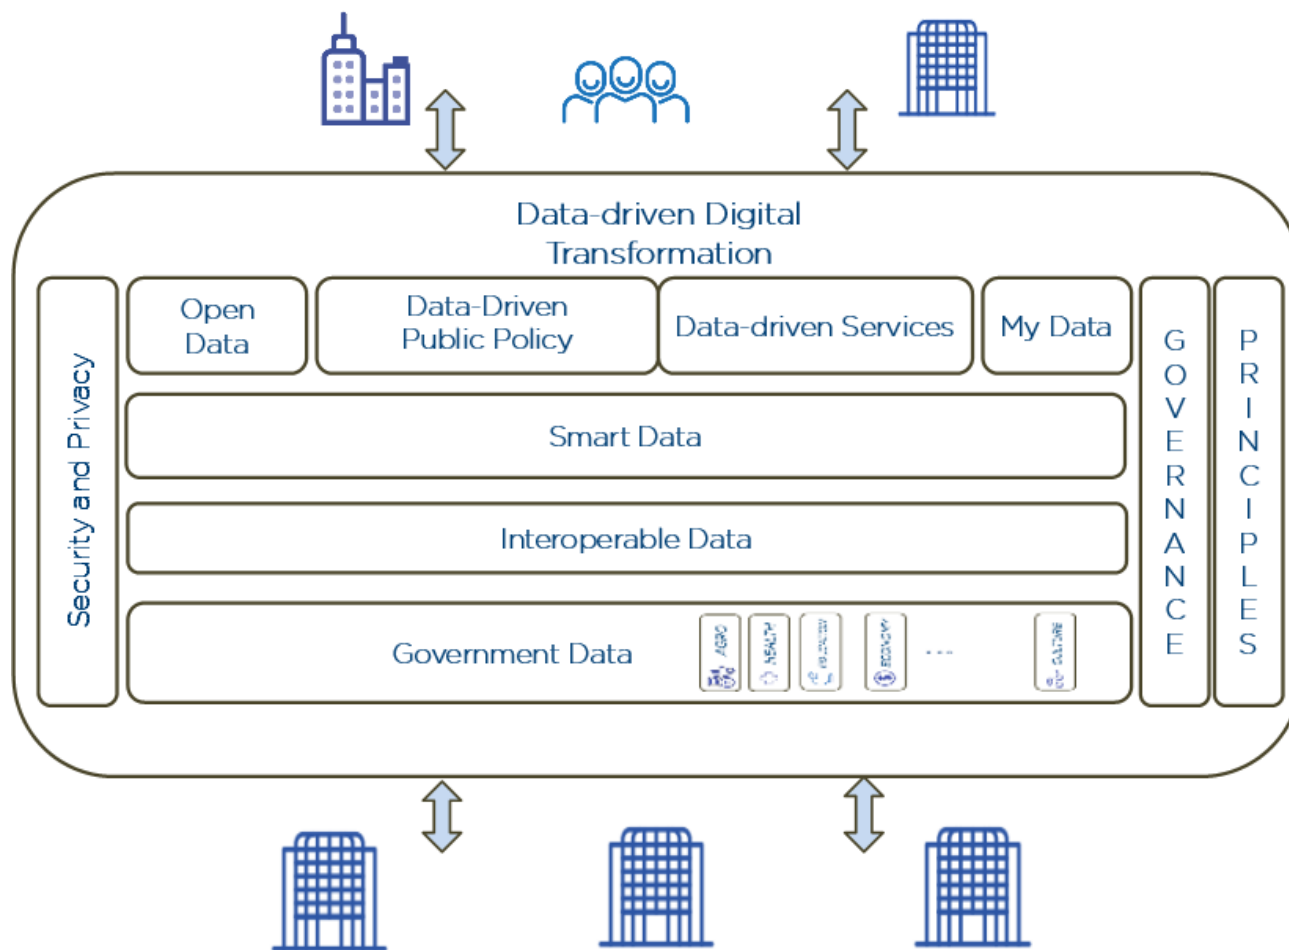 Data-driven Digital
Transformation
Security and Privacy
Open
Data
Data-Driven
Public Policy
Data-driven Services
My Data
GOVERNANCE
PRINCIPLES
Smart Data
Interoperable Data
Government Data
AGRO
HEALTH
ECONOMY
...
CULTURE